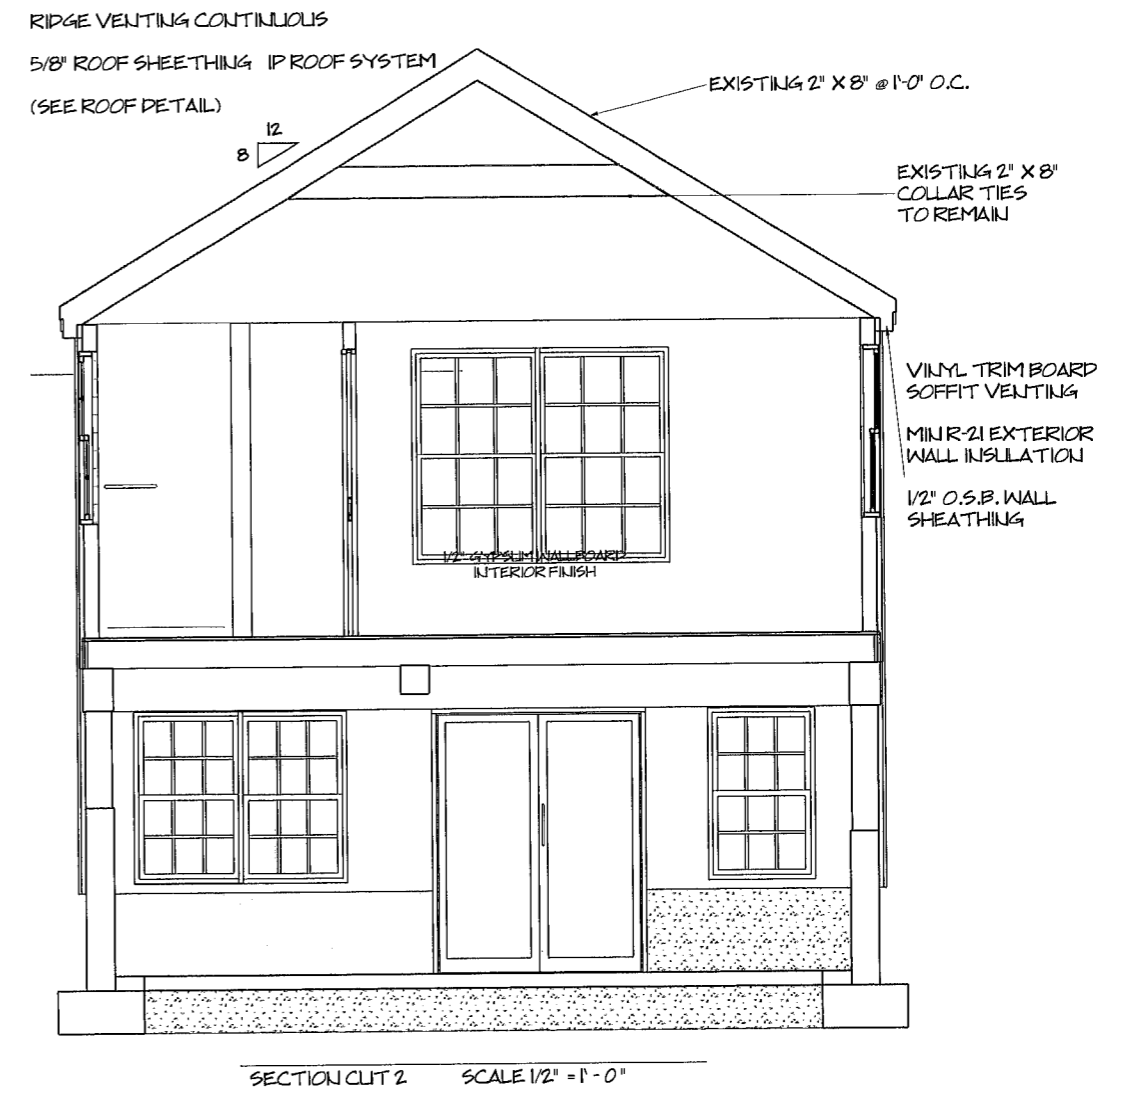 RIDGE VENTING CONTINUOUS
5/8" ROOF SHEETHING IP ROOF SYSTEM
(SEE ROOF DETAIL)
12
8
EXISTING 2" X 8" @ 1'-0" O.C.
EXISTING 2" X 8"
COLLAR TIES
TO REMAIN
VINYL TRIM BOARD
SOFFIT VENTING
MIN R-21 EXTERIOR
WALL INSULATION
1/2" O.S.B. WALL
SHEATHING
1/2" GYPSUM WALLBOARD
INTERIOR FINISH
SECTION CUT 2 SCALE 1/2" = 1' - 0"